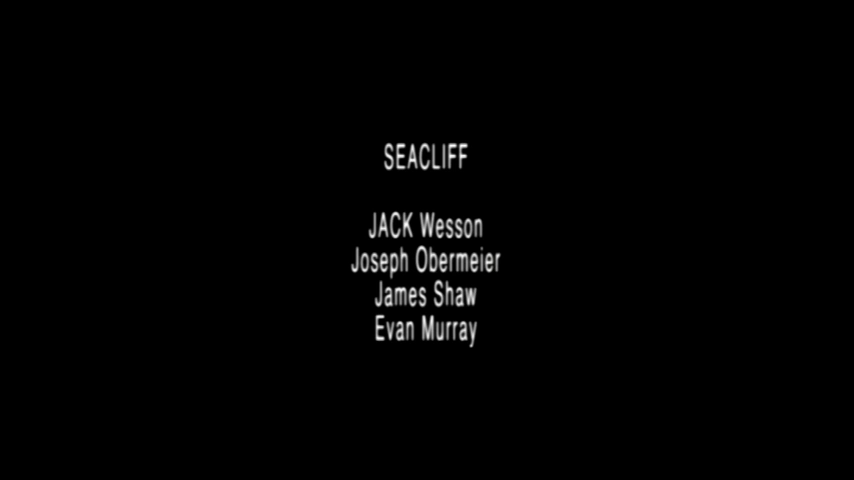 SEACLIFF
JACK Wesson
Joseph Obermeier
James Shaw
Evan Murray